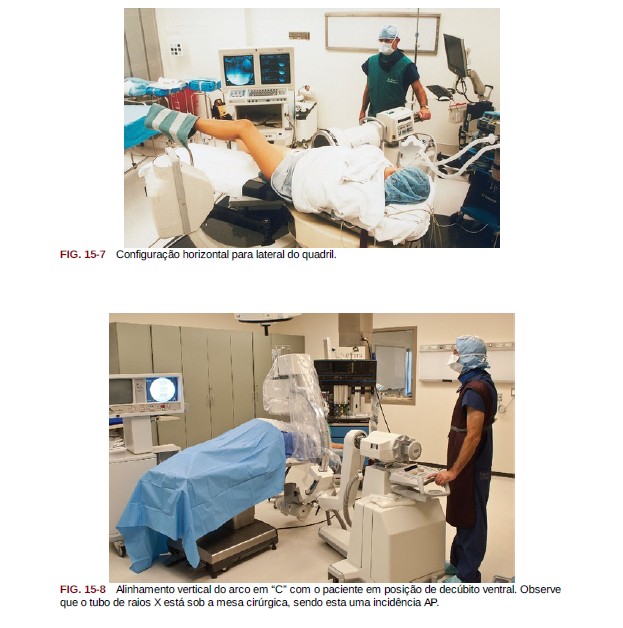 FIG. 15-7 Configuração horizontal para lateral do quadril.
FIG. 15-8 Alinhamento vertical do arco em “C” com o paciente em posição de decúbito ventral. Observe
que o tubo de raios X está sob a mesa cirúrgica, sendo esta uma incidência AP.